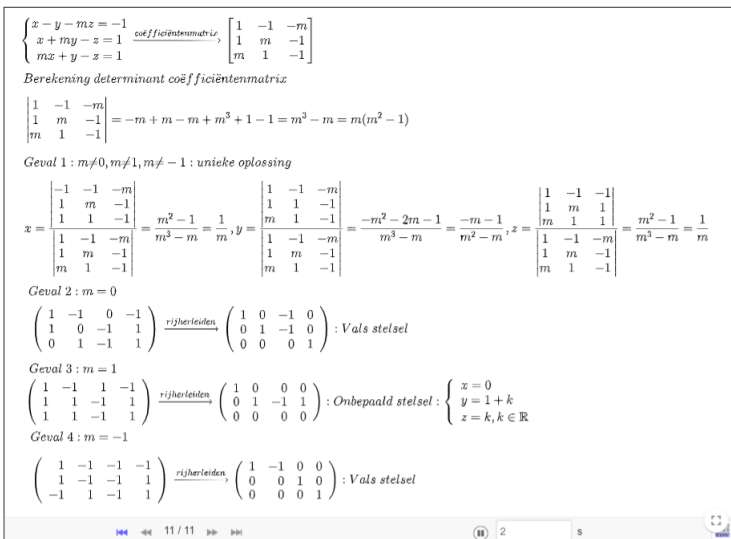 { x − y − mz = −1
x + my − z = 1 coëfficiëntenmatrix → [ 1 −1 −m ; 1 m −1 ; m 1 −1 ]
mx + y − z = 1
Berekening determinant coëfficiëntenmatrix
| 1 −1 −m ; 1 m −1 ; m 1 −1 | = −m + m − m + m³ + 1 − 1 = m³ − m = m(m² − 1)
Geval 1 : m≠0, m≠1, m≠ − 1 : unieke oplossing
x = | −1 −1 −m ; 1 m −1 ; 1 1 −1 | / | 1 −1 −m ; 1 m −1 ; m 1 −1 | = (m² − 1)/(m³ − m) = 1/m , y = | 1 −1 −m ; 1 1 −1 ; m 1 −1 | / | 1 −1 −m ; 1 m −1 ; m 1 −1 | = (−m² − 2m − 1)/(m³ − m) = (−m − 1)/(m² − m) , z = | 1 −1 −1 ; 1 m 1 ; m 1 1 | / | 1 −1 −m ; 1 m −1 ; m 1 −1 | = (m² − 1)/(m³ − m) = 1/m
Geval 2 : m = 0
( 1 −1 0 −1 ; 1 0 −1 1 ; 0 1 −1 1 ) rijherleiden → ( 1 0 −1 0 ; 0 1 −1 0 ; 0 0 0 1 ) : Vals stelsel
Geval 3 : m = 1
( 1 −1 1 −1 ; 1 1 −1 1 ; 1 1 −1 1 ) rijherleiden → ( 1 0 0 0 ; 0 1 −1 1 ; 0 0 0 0 ) : Onbepaald stelsel : { x = 0
y = 1 + k
z = k, k ∈ ℝ
Geval 4 : m = −1
( 1 −1 −1 −1 ; 1 −1 −1 1 ; −1 1 −1 1 ) rijherleiden → ( 1 −1 0 0 ; 0 0 1 0 ; 0 0 0 1 ) : Vals stelsel
11 / 11 2 s